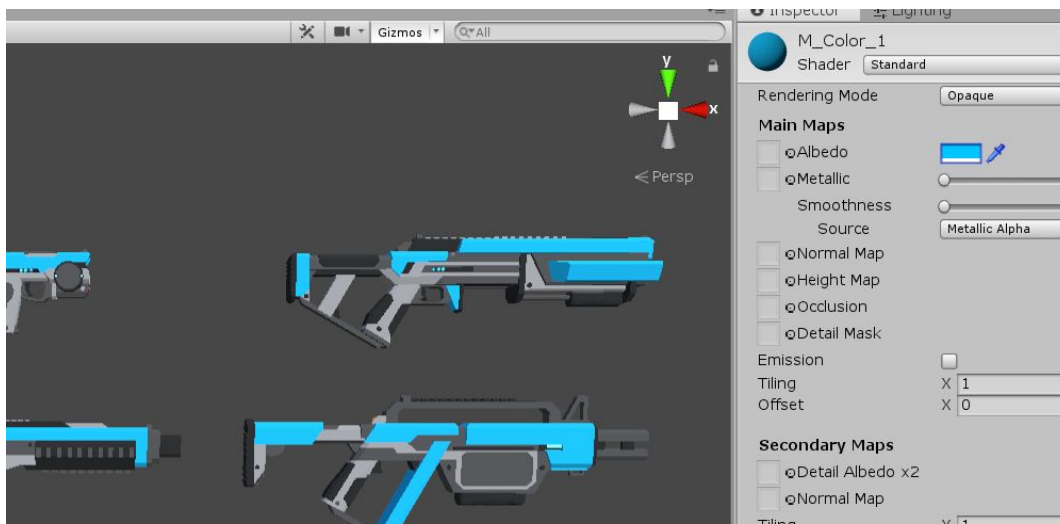 Inspector Lighting
Gizmos All
M_Color_1
Shader Standard
y
x
Persp
Rendering Mode Opaque
Main Maps
Albedo
Metallic
Smoothness
Source Metallic Alpha
Normal Map
Height Map
Occlusion
Detail Mask
Emission
Tiling X 1
Offset X 0
Secondary Maps
Detail Albedo x2
Normal Map
Tiling X 1